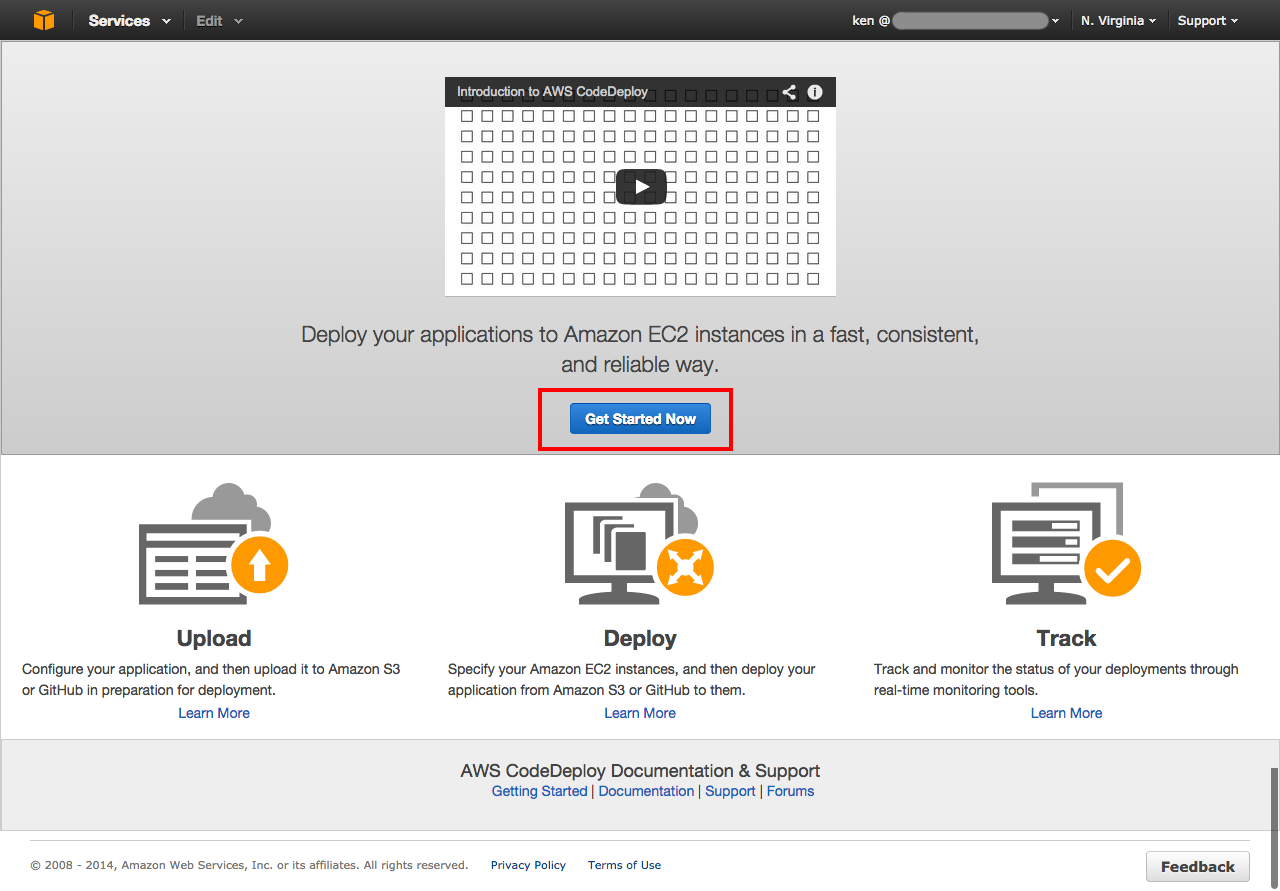 Services Edit ken @ N. Virginia Support
Introduction to AWS CodeDeploy
Deploy your applications to Amazon EC2 instances in a fast, consistent,
and reliable way.
Get Started Now
Upload
Configure your application, and then upload it to Amazon S3
or GitHub in preparation for deployment.
Learn More
Deploy
Specify your Amazon EC2 instances, and then deploy your
application from Amazon S3 or GitHub to them.
Learn More
Track
Track and monitor the status of your deployments through
real-time monitoring tools.
Learn More
AWS CodeDeploy Documentation & Support
Getting Started | Documentation | Support | Forums
© 2008 - 2014, Amazon Web Services, Inc. or its affiliates. All rights reserved. Privacy Policy Terms of Use Feedback